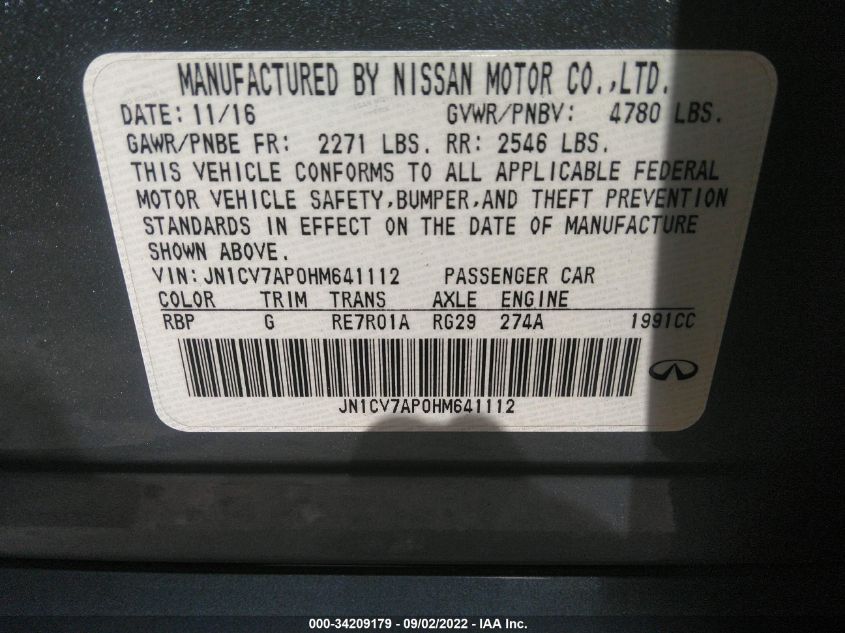 MANUFACTURED BY NISSAN MOTOR CO.,LTD.
DATE: 11/16 GVWR/PNBV: 4780 LBS.
GAWR/PNBE FR: 2271 LBS. RR: 2546 LBS.
THIS VEHICLE CONFORMS TO ALL APPLICABLE FEDERAL
MOTOR VEHICLE SAFETY,BUMPER,AND THEFT PREVENTION
STANDARDS IN EFFECT ON THE DATE OF MANUFACTURE
SHOWN ABOVE.
VIN:JN1CV7AP0HM641112 PASSENGER CAR
COLOR TRIM TRANS AXLE ENGINE
RBP G RE7R01A RG29 274A 1991CC
JN1CV7AP0HM641112
000-34209179 - 09/02/2022 - IAA Inc.